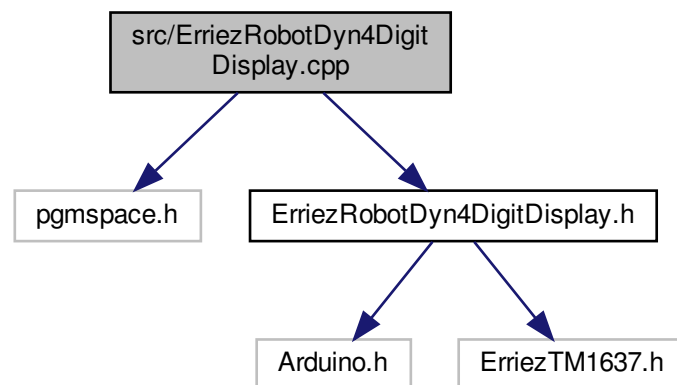 src/ErriezRobotDyn4Digit
Display.cpp
pgmspace.h
ErriezRobotDyn4DigitDisplay.h
Arduino.h
ErriezTM1637.h